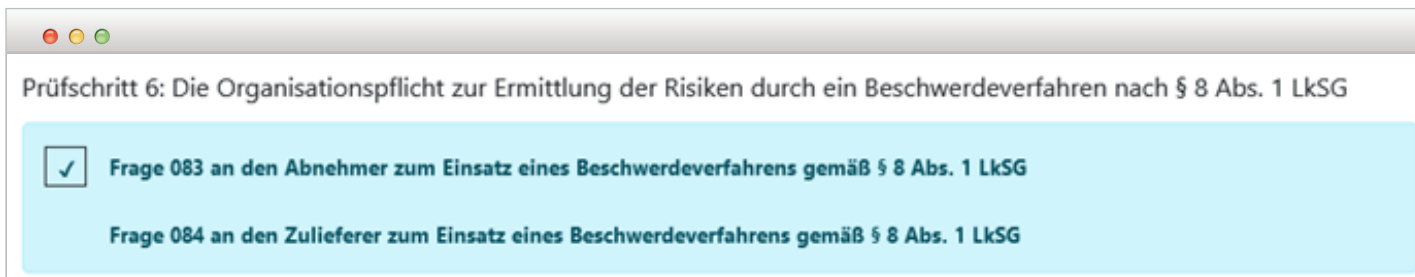 Prüfschritt 6: Die Organisationspflicht zur Ermittlung der Risiken durch ein Beschwerdeverfahren nach § 8 Abs. 1 LkSG
Frage 083 an den Abnehmer zum Einsatz eines Beschwerdeverfahrens gemäß § 8 Abs. 1 LkSG
Frage 084 an den Zulieferer zum Einsatz eines Beschwerdeverfahrens gemäß § 8 Abs. 1 LkSG